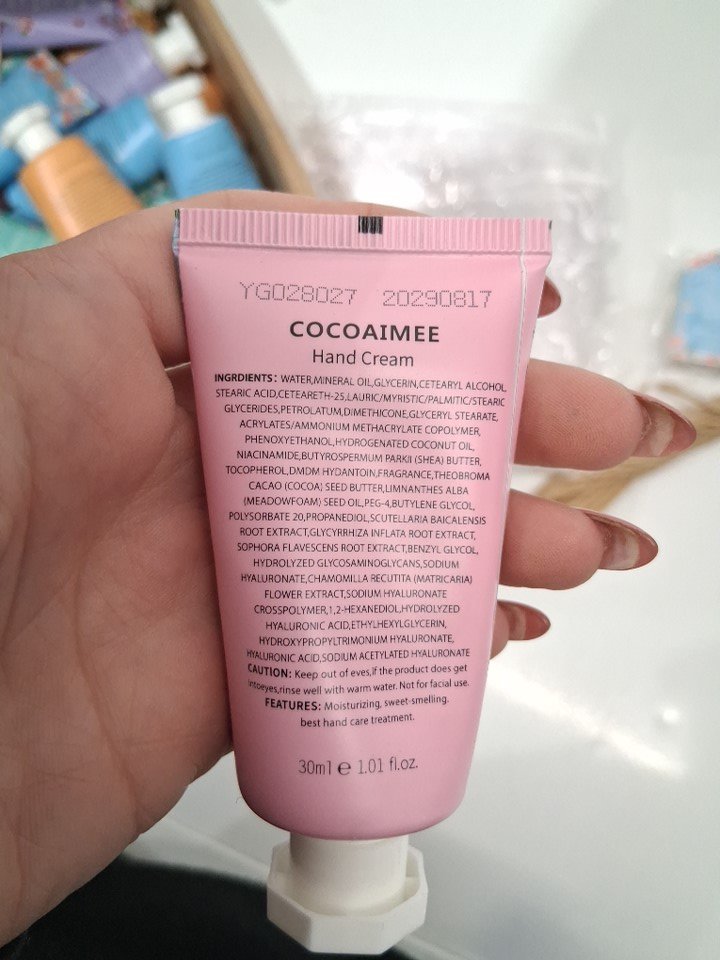 YG028027 20290817
COCOAIMEE
Hand Cream
INGRDIENTS: WATER,MINERAL OIL,GLYCERIN,CETEARYL ALCOHOL,
STEARIC ACID,CETEARETH-25,LAURIC/MYRISTIC/PALMITIC/STEARIC
GLYCERIDES,PETROLATUM,DIMETHICONE,GLYCERYL STEARATE,
ACRYLATES/AMMONIUM METHACRYLATE COPOLYMER,
PHENOXYETHANOL,HYDROGENATED COCONUT OIL,
NIACINAMIDE,BUTYROSPERMUM PARKII (SHEA) BUTTER,
TOCOPHEROL,DMDM HYDANTOIN,FRAGRANCE,THEOBROMA
CACAO (COCOA) SEED BUTTER,LIMNANTHES ALBA
(MEADOWFOAM) SEED OIL,PEG-4,BUTYLENE GLYCOL,
POLYSORBATE 20,PROPANEDIOL,SCUTELLARIA BAICALENSIS
ROOT EXTRACT,GLYCYRRHIZA INFLATA ROOT EXTRACT,
SOPHORA FLAVESCENS ROOT EXTRACT,BENZYL GLYCOL,
HYDROLYZED GLYCOSAMINOGLYCANS,SODIUM
HYALURONATE,CHAMOMILLA RECUTITA (MATRICARIA)
FLOWER EXTRACT,SODIUM HYALURONATE
CROSSPOLYMER,1,2-HEXANEDIOL,HYDROLYZED
HYALURONIC ACID,ETHYLHEXYLGLYCERIN,
HYDROXYPROPYLTRIMONIUM HYALURONATE,
HYALURONIC ACID,SODIUM ACETYLATED HYALURONATE
CAUTION: Keep out of eves,If the product does get
intoeyes,rinse well with warm water. Not for facial use.
FEATURES: Moisturizing, sweet-smelling,
best hand care treatment.
30ml e 1.01 fl.oz.